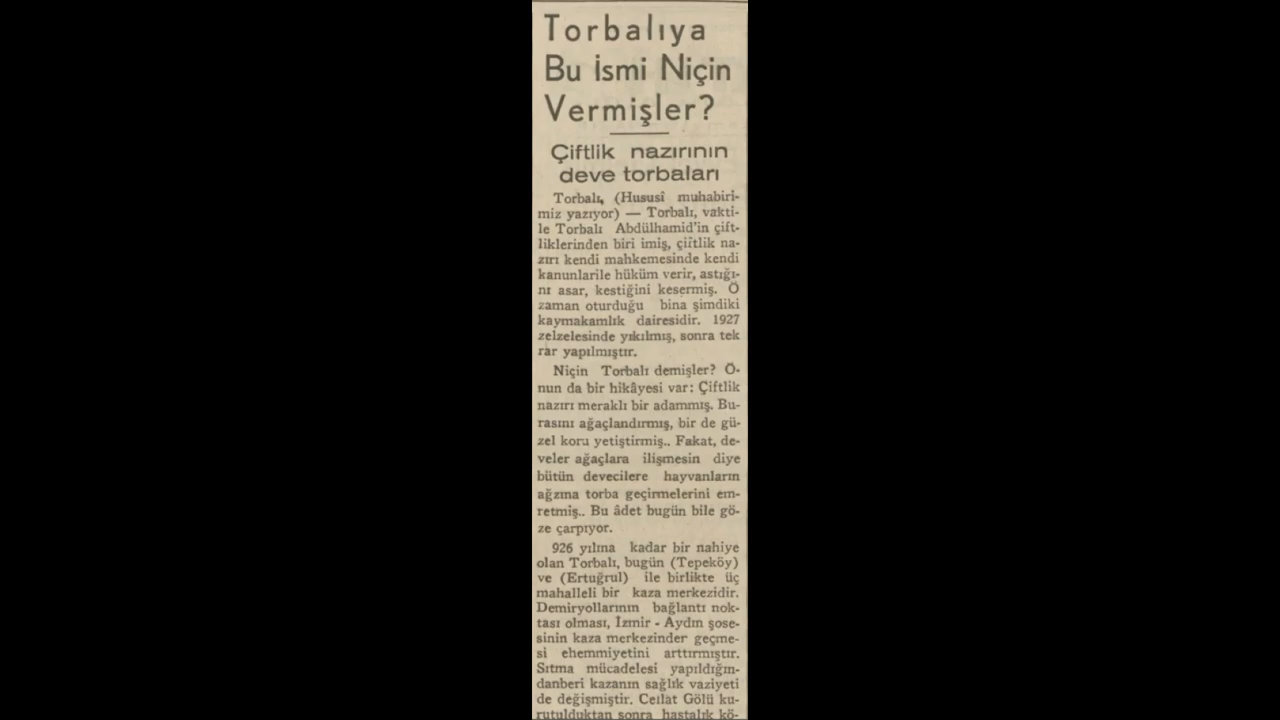 Torbalıya
Bu İsmi Niçin
Vermişler?
Çiftlik nazırının
deve torbaları
Torbalı, (Hususî muhabiri-
miz yazıyor) — Torbalı, vakti-
le Torbalı Abdülhamid'in çift-
liklerinden biri imiş, çiftlik na-
zırı kendi mahkemesinde kendi
kanunlarile hüküm verir, astığı-
nı asar, kestiğini kesermiş. O
zaman oturduğu bina şimdiki
kaymakamlık dairesidir. 1927
zelzelesinde yıkılmış, sonra tek
rar yapılmıştır.
Niçin Torbalı demişler? O-
nun da bir hikâyesi var: Çiftlik
nazırı meraklı bir adammış. Bu-
rasını ağaçlandırmış, bir de gü-
zel koru yetiştirmiş.. Fakat, de-
veler ağaçlara ilişmesin diye
bütün devecilere hayvanların
ağzına torba geçirmelerini em-
retmiş.. Bu âdet bugün bile gö-
ze çarpıyor.
926 yılına kadar bir nahiye
olan Torbalı, bugün (Tepeköy)
ve (Ertuğrul) ile birlikte üç
mahalleli bir kaza merkezidir.
Demiryollarının bağlantı nok-
tası olması, İzmir - Aydın şose-
sinin kaza merkezinder geçme-
si ehemmiyetini arttırmıştır.
Sıtma mücadelesi yapıldığın-
danberi kazanın sağlık vaziyeti
de değişmiştir. Cellat Gölü ku-
rutulduktan sonra hastalık kö-